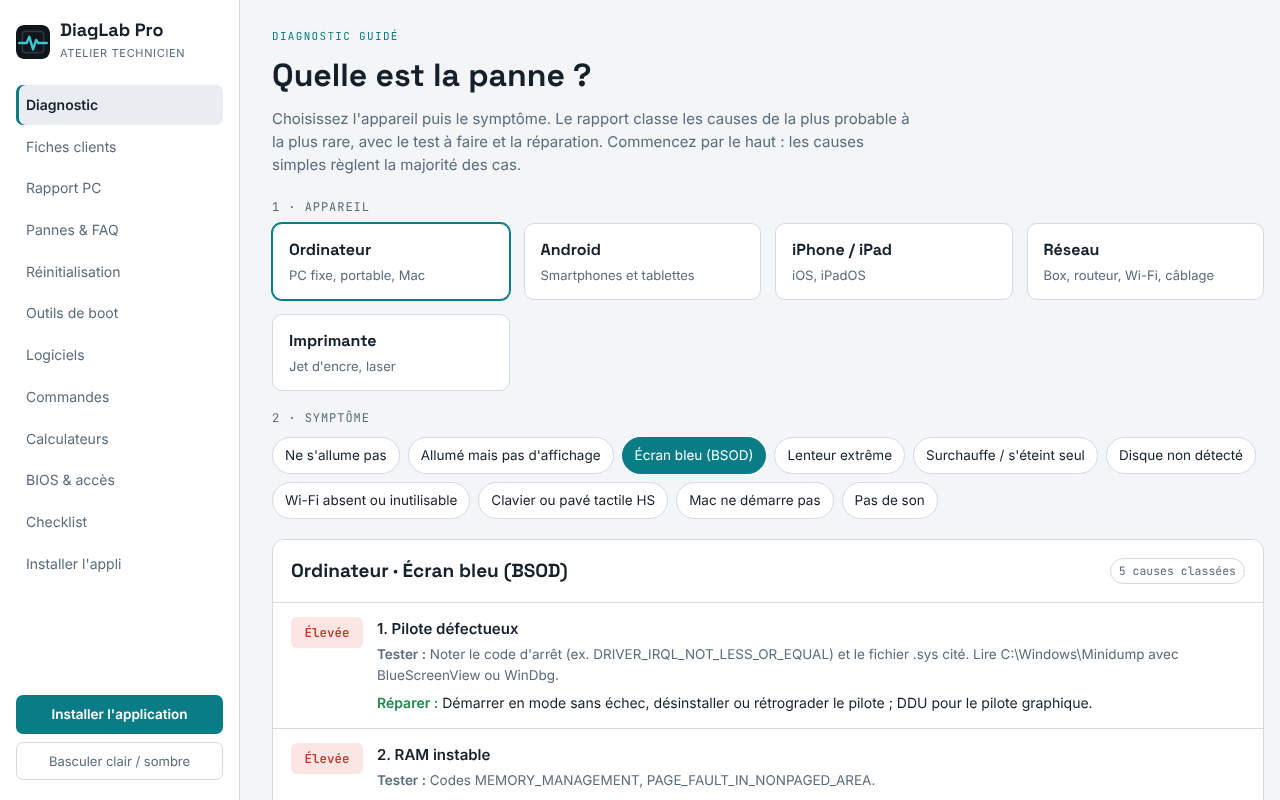 DiagLab Pro
ATELIER TECHNICIEN
Diagnostic
Fiches clients
Rapport PC
Pannes & FAQ
Réinitialisation
Outils de boot
Logiciels
Commandes
Calculateurs
BIOS & accès
Checklist
Installer l'appli
Installer l'application
Basculer clair / sombre
DIAGNOSTIC GUIDÉ
Quelle est la panne ?
Choisissez l'appareil puis le symptôme. Le rapport classe les causes de la plus probable à
la plus rare, avec le test à faire et la réparation. Commencez par le haut : les causes
simples règlent la majorité des cas.
1 · APPAREIL
Ordinateur
PC fixe, portable, Mac
Android
Smartphones et tablettes
iPhone / iPad
iOS, iPadOS
Réseau
Box, routeur, Wi-Fi, câblage
Imprimante
Jet d'encre, laser
2 · SYMPTÔME
Ne s'allume pas
Allumé mais pas d'affichage
Écran bleu (BSOD)
Lenteur extrême
Surchauffe / s'éteint seul
Disque non détecté
Wi-Fi absent ou inutilisable
Clavier ou pavé tactile HS
Mac ne démarre pas
Pas de son
Ordinateur · Écran bleu (BSOD)
5 causes classées
Élevée
1. Pilote défectueux
Tester : Noter le code d'arrêt (ex. DRIVER_IRQL_NOT_LESS_OR_EQUAL) et le fichier .sys cité. Lire C:\Windows\Minidump avec
BlueScreenView ou WinDbg.
Réparer : Démarrer en mode sans échec, désinstaller ou rétrograder le pilote ; DDU pour le pilote graphique.
Élevée
2. RAM instable
Tester : Codes MEMORY_MANAGEMENT, PAGE_FAULT_IN_NONPAGED_AREA.